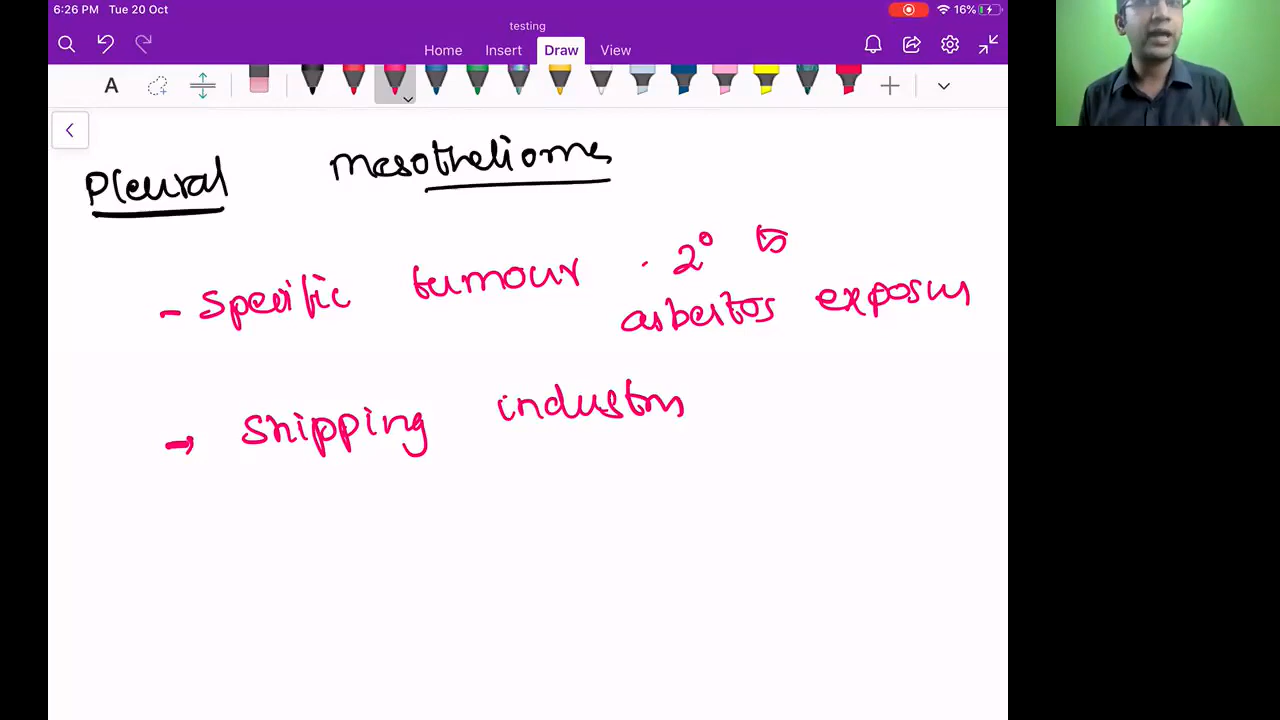 6:26 PM Tue 20 Oct
16%
testing
Home Insert Draw View
A
Pleural Mesothelioma
- Specific tumour . 2° to
asbestos exposure
→ Shipping industry